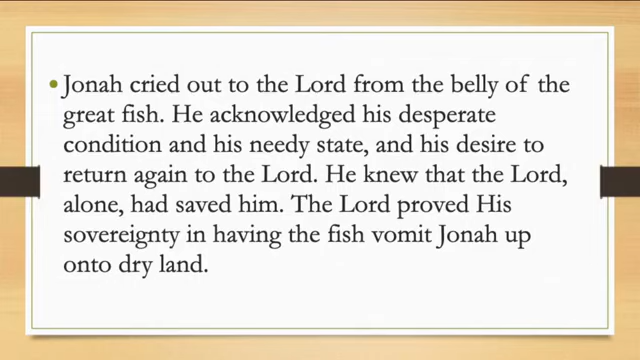 • Jonah cried out to the Lord from the belly of the
great fish. He acknowledged his desperate
condition and his needy state, and his desire to
return again to the Lord. He knew that the Lord,
alone, had saved him. The Lord proved His
sovereignty in having the fish vomit Jonah up
onto dry land.